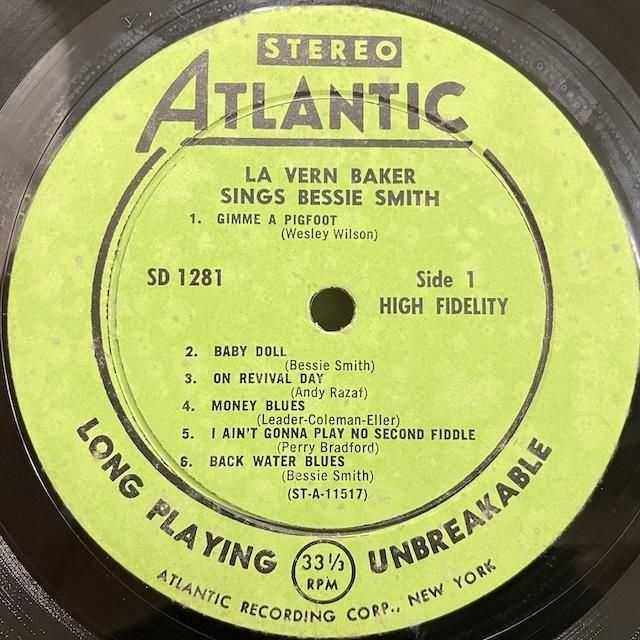 STEREO
ATLANTIC
LA VERN BAKER
SINGS BESSIE SMITH
1. GIMME A PIGFOOT
(Wesley Wilson)
SD 1281
Side 1
HIGH FIDELITY
2. BABY DOLL
(Bessie Smith)
3. ON REVIVAL DAY
(Andy Razaf)
4. MONEY BLUES
(Leader-Coleman-Eller)
5. I AIN'T GONNA PLAY NO SECOND FIDDLE
(Perry Bradford)
6. BACK WATER BLUES
(Bessie Smith)
(ST-A-11517)
LONG PLAYING 33 1/3 RPM UNBREAKABLE
ATLANTIC RECORDING CORP., NEW YORK